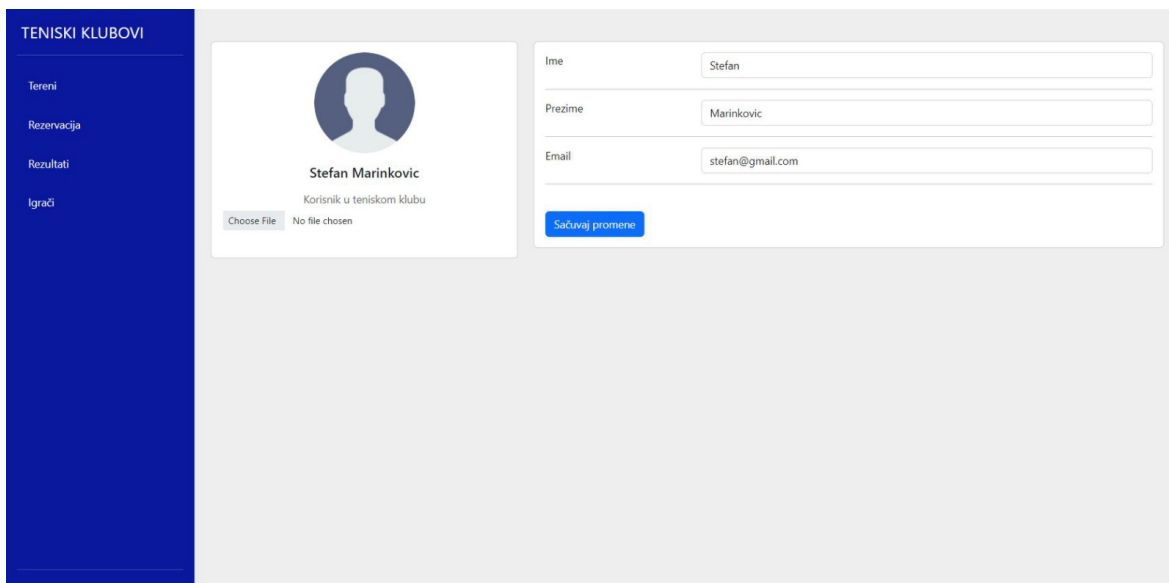 TENISKI KLUBOVI
Tereni
Rezervacija
Rezultati
Igrači
Stefan Marinkovic
Korisnik u teniskom klubu
Choose File No file chosen
Ime Stefan
Prezime Marinkovic
Email stefan@gmail.com
Sačuvaj promene